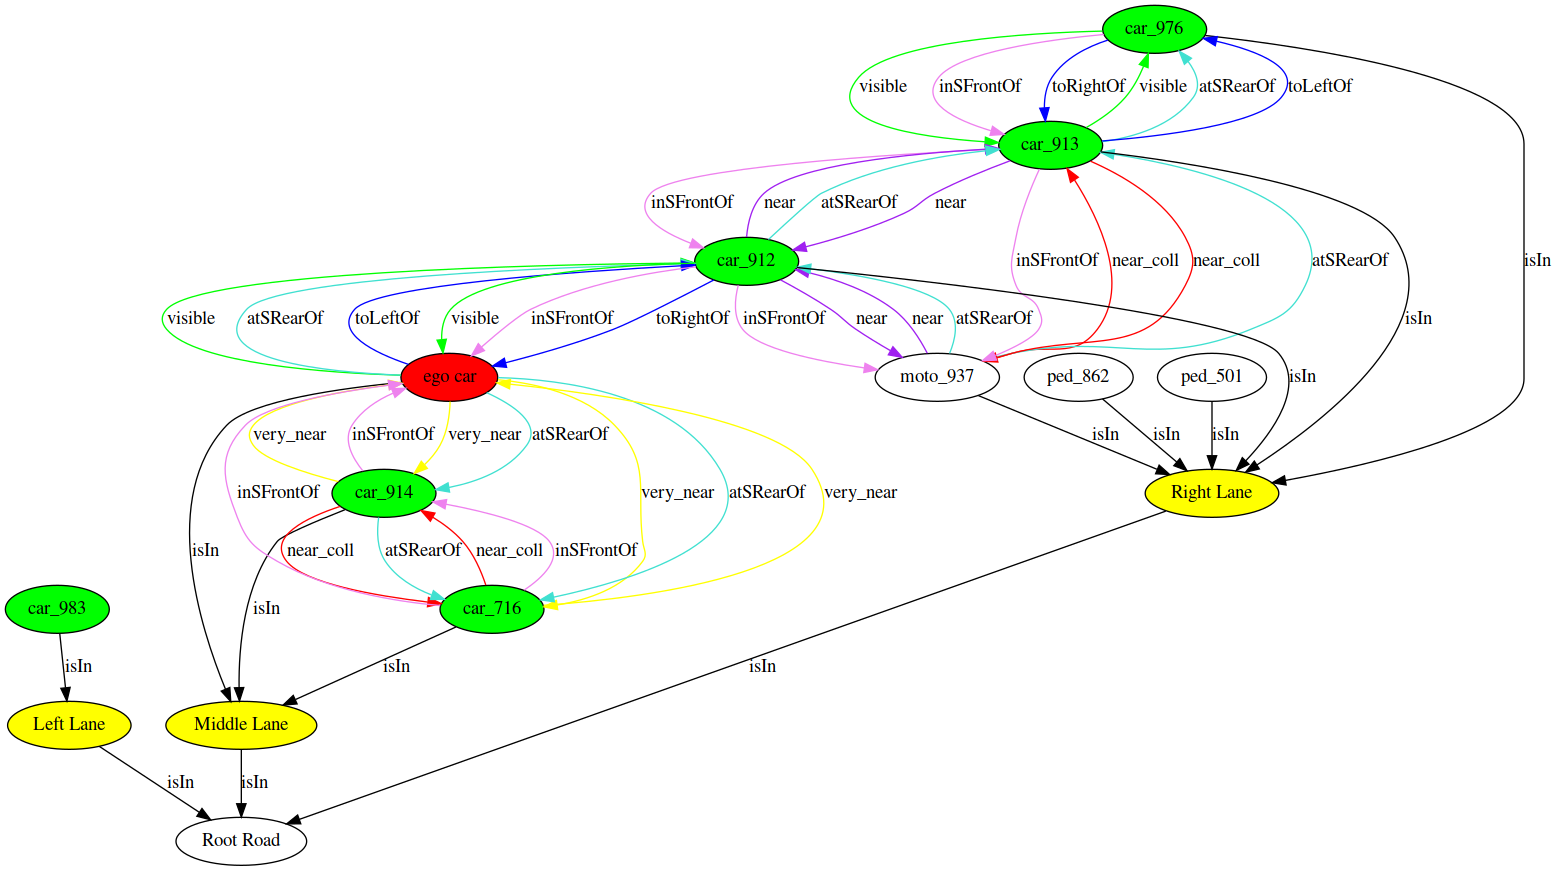 car_976
visible
inSFrontOf
toRightOf
visible
atSRearOf
toLeftOf
car_913
inSFrontOf
near
atSRearOf
near
car_912
inSFrontOf
near_coll
near_coll
atSRearOf
isIn
visible
atSRearOf
toLeftOf
visible
inSFrontOf
toRightOf
inSFrontOf
near
near
atSRearOf
isIn
ego car
moto_937
ped_862
ped_501
isIn
very_near
inSFrontOf
very_near
atSRearOf
isIn
isIn
isIn
inSFrontOf
car_914
very_near
atSRearOf
very_near
Right Lane
isIn
near_coll
atSRearOf
near_coll
inSFrontOf
car_983
isIn
car_716
isIn
isIn
isIn
Left Lane
Middle Lane
isIn
isIn
Root Road